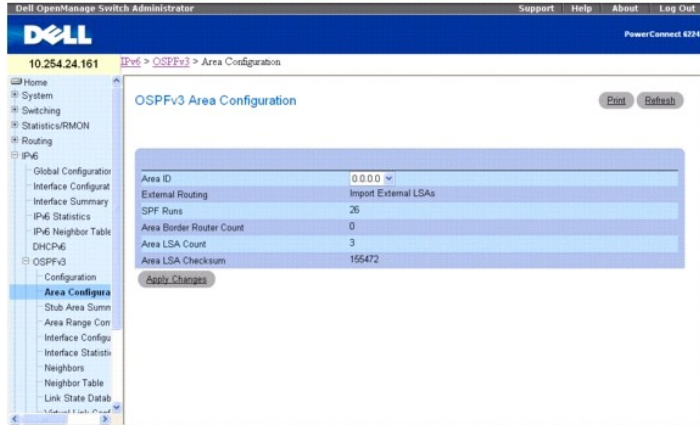 Dell OpenManage Switch Administrator Support Help About Log Out
DELL
PowerConnect 6224
10.254.24.161
IPv6 > OSPFv3 > Area Configuration
Home
System
Switching
Statistics/RMON
Routing
IPv6
Global Configuration
Interface Configurat
Interface Summary
IPv6 Statistics
IPv6 Neighbor Table
DHCPv6
OSPFv3
Configuration
Area Configura
Stub Area Summ
Area Range Con
Interface Configu
Interface Statisti
Neighbors
Neighbor Table
Link State Datab
OSPFv3 Area Configuration
Print Refresh
Area ID 0.0.0.0
External Routing Import External LSAs
SPF Runs 26
Area Border Router Count 0
Area LSA Count 3
Area LSA Checksum 155472
Apply Changes